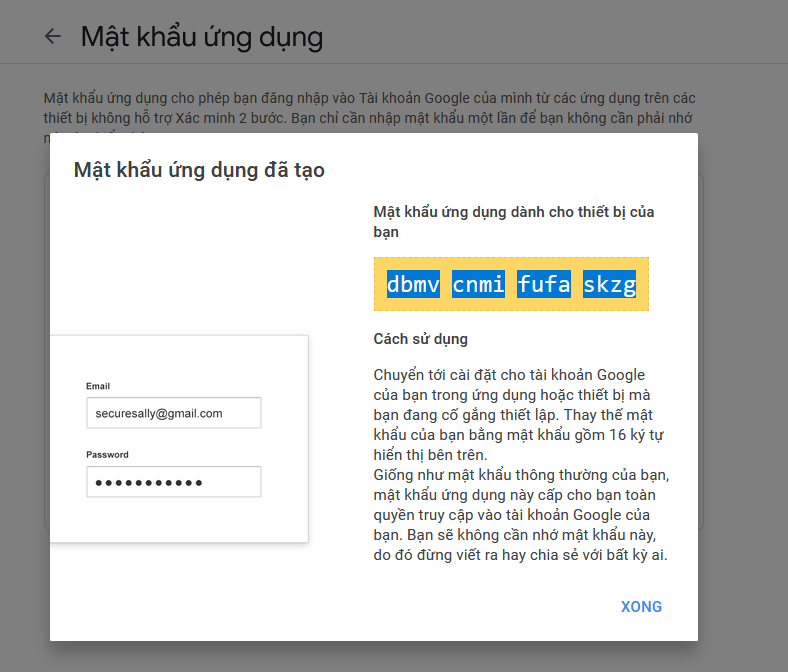 Mật khẩu ứng dụng
Mật khẩu ứng dụng cho phép bạn đăng nhập vào Tài khoản Google của mình từ các ứng dụng trên các
thiết bị không hỗ trợ Xác minh 2 bước. Bạn chỉ cần nhập mật khẩu một lần để bạn không cần phải nhớ
Mật khẩu ứng dụng đã tạo
Mật khẩu ứng dụng dành cho thiết bị của
bạn
dbmv cnmi fufa skzg
Email
securesally@gmail.com
Password
●●●●●●●●●●●
Cách sử dụng
Chuyển tới cài đặt cho tài khoản Google
của bạn trong ứng dụng hoặc thiết bị mà
bạn đang cố gắng thiết lập. Thay thế mật
khẩu của bạn bằng mật khẩu gồm 16 ký tự
hiển thị bên trên.
Giống như mật khẩu thông thường của bạn,
mật khẩu ứng dụng này cấp cho bạn toàn
quyền truy cập vào tài khoản Google của
bạn. Bạn sẽ không cần nhớ mật khẩu này,
do đó đừng viết ra hay chia sẻ với bất kỳ ai.
XONG